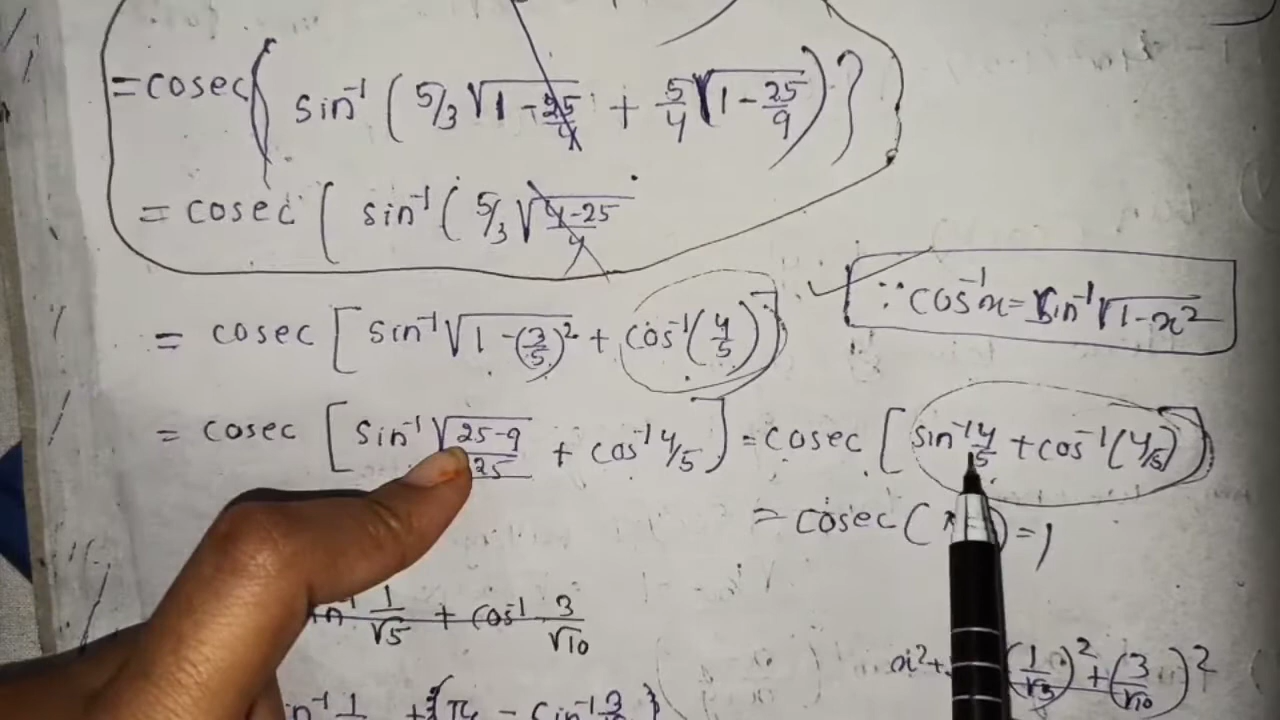 = cosec{ sin⁻¹ ( 5/3 √(1 - 25/4) + 5/4 √(1 - 25/9) ) }
= cosec [ sin⁻¹ ( 5/3 √(4-25/4)
= cosec [ sin⁻¹ √(1 - (3/5)²) + cos⁻¹ (4/5) ]
∵ cos⁻¹x = sin⁻¹ √(1-x²)
= cosec [ sin⁻¹ √(25-9/25) + cos⁻¹ 4/5 ] = cosec [ sin⁻¹ 4/5 + cos⁻¹ (4/5) ]
= cosec ( ) = 1
1/√5 + cos⁻¹ 3/√10
x² + (1/√5)² + (3/√10)²